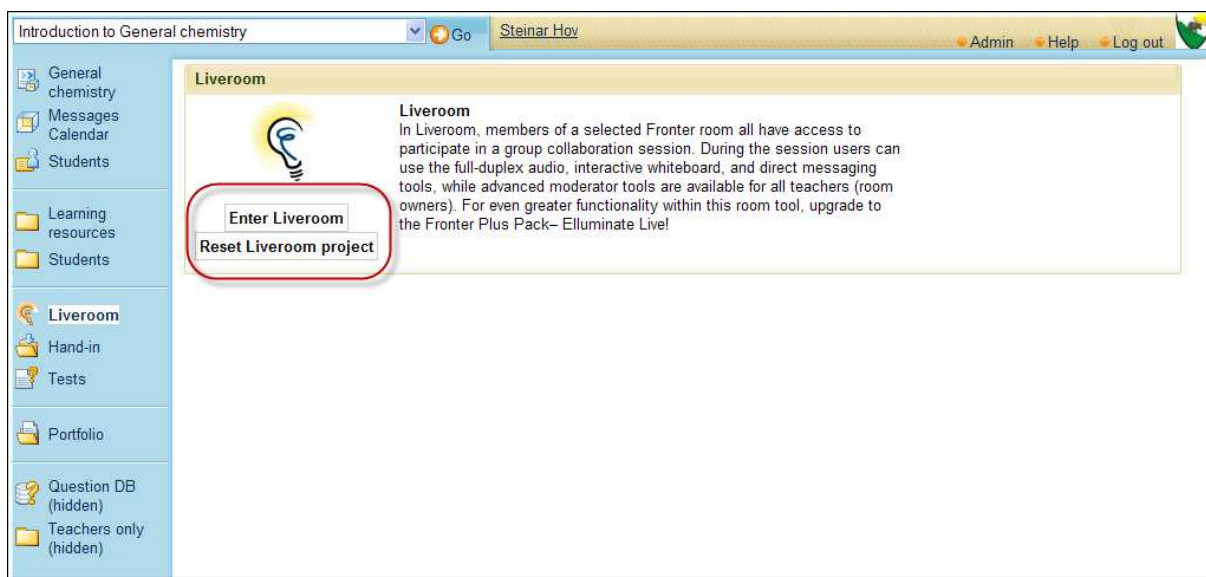 Introduction to General chemistry
Go
Steinar Hov
Admin
Help
Log out
General
chemistry
Messages
Calendar
Students
Learning
resources
Students
Liveroom
Hand-in
Tests
Portfolio
Question DB
(hidden)
Teachers only
(hidden)
Liveroom
Liveroom
In Liveroom, members of a selected Fronter room all have access to
participate in a group collaboration session. During the session users can
use the full-duplex audio, interactive whiteboard, and direct messaging
tools, while advanced moderator tools are available for all teachers (room
owners). For even greater functionality within this room tool, upgrade to
the Fronter Plus Pack– Elluminate Live!
Enter Liveroom
Reset Liveroom project